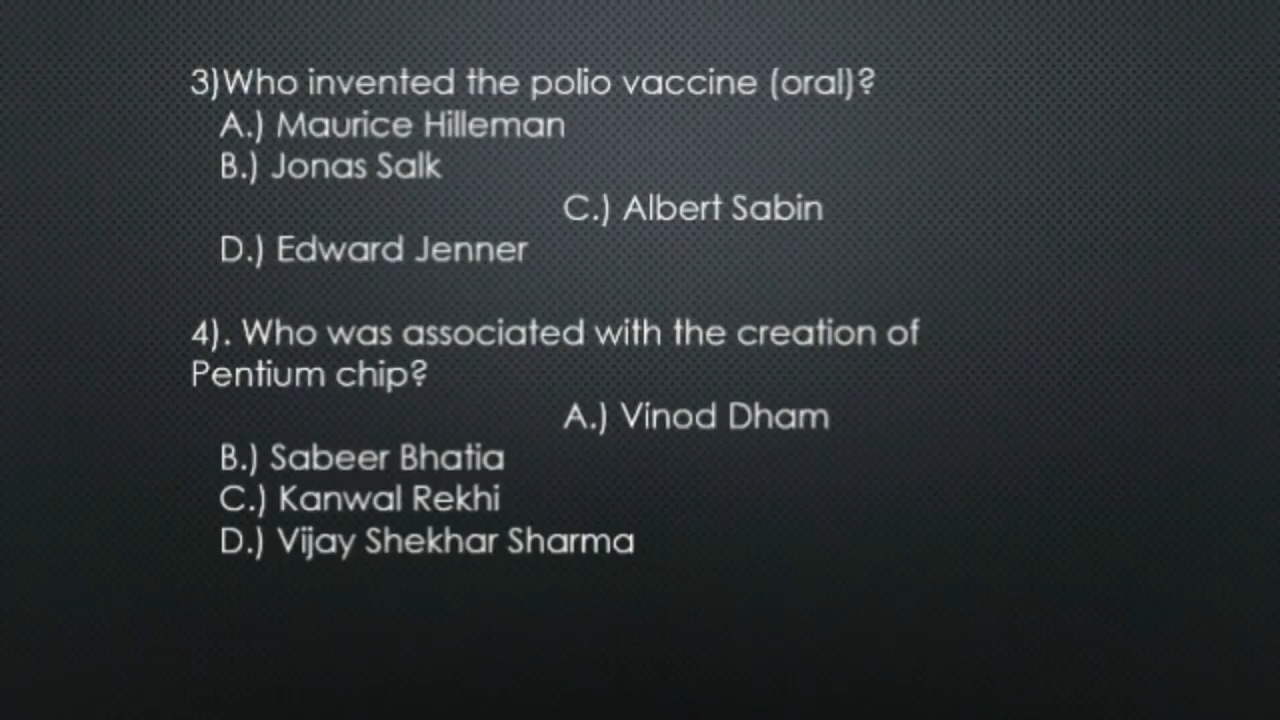 3)Who invented the polio vaccine (oral)?
A.) Maurice Hilleman
B.) Jonas Salk
C.) Albert Sabin
D.) Edward Jenner
4). Who was associated with the creation of
Pentium chip?
A.) Vinod Dham
B.) Sabeer Bhatia
C.) Kanwal Rekhi
D.) Vijay Shekhar Sharma